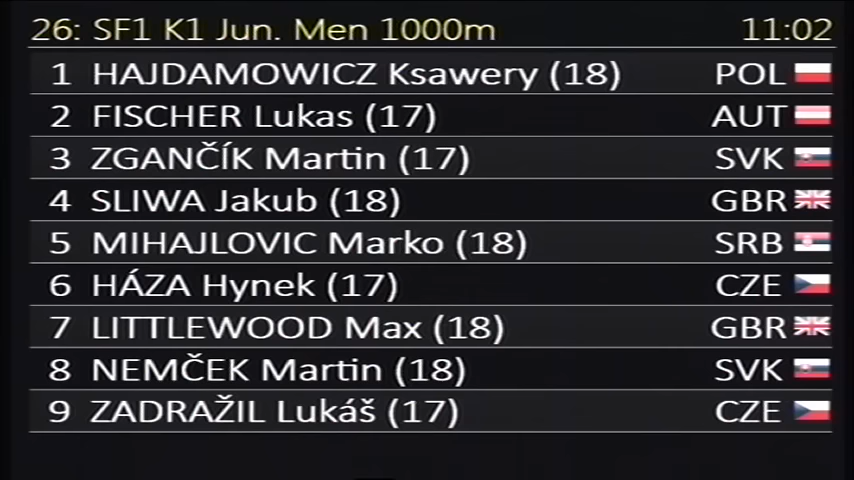 26: SF1 K1 Jun. Men 1000m 11:02
1 HAJDAMOWICZ Ksawery (18) POL
2 FISCHER Lukas (17) AUT
3 ZGANČÍK Martin (17) SVK
4 SLIWA Jakub (18) GBR
5 MIHAJLOVIC Marko (18) SRB
6 HÁZA Hynek (17) CZE
7 LITTLEWOOD Max (18) GBR
8 NEMČEK Martin (18) SVK
9 ZADRAŽIL Lukáš (17) CZE